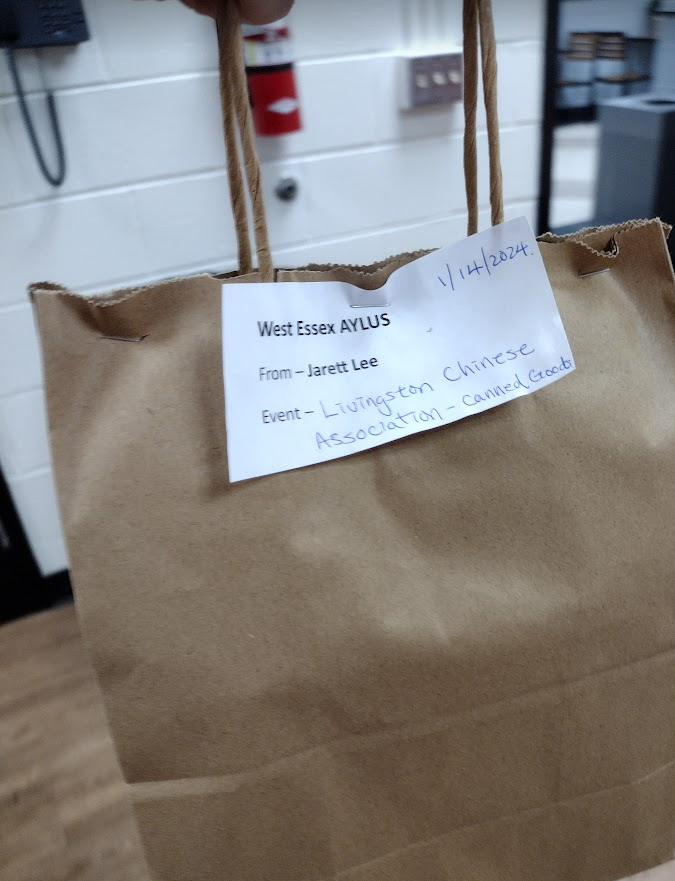 1/14/2024.
West Essex AYLUS
From – Jarett Lee
Event – Livingston Chinese
Association - Canned Goods